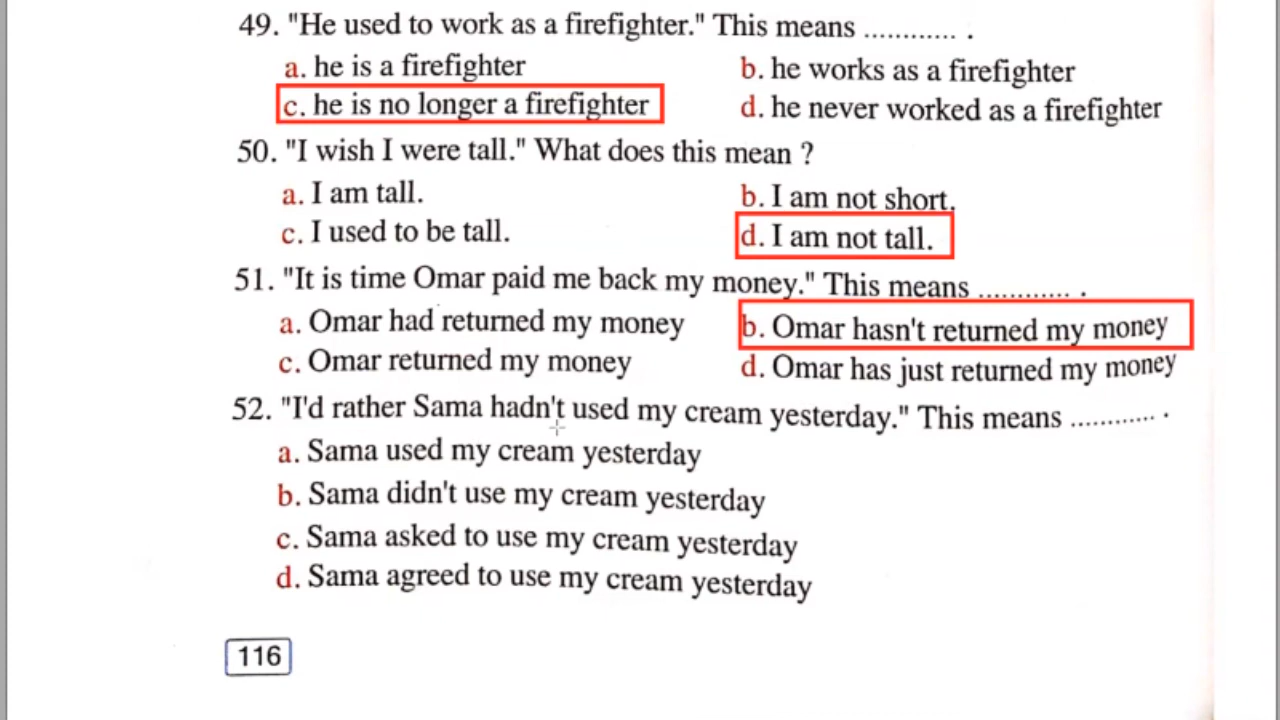 49. "He used to work as a firefighter." This means ............. .
a. he is a firefighter b. he works as a firefighter
c. he is no longer a firefighter d. he never worked as a firefighter
50. "I wish I were tall." What does this mean ?
a. I am tall. b. I am not short.
c. I used to be tall. d. I am not tall.
51. "It is time Omar paid me back my money." This means ............. .
a. Omar had returned my money b. Omar hasn't returned my money
c. Omar returned my money d. Omar has just returned my money
52. "I'd rather Sama hadn't used my cream yesterday." This means ............. .
a. Sama used my cream yesterday
b. Sama didn't use my cream yesterday
c. Sama asked to use my cream yesterday
d. Sama agreed to use my cream yesterday
116